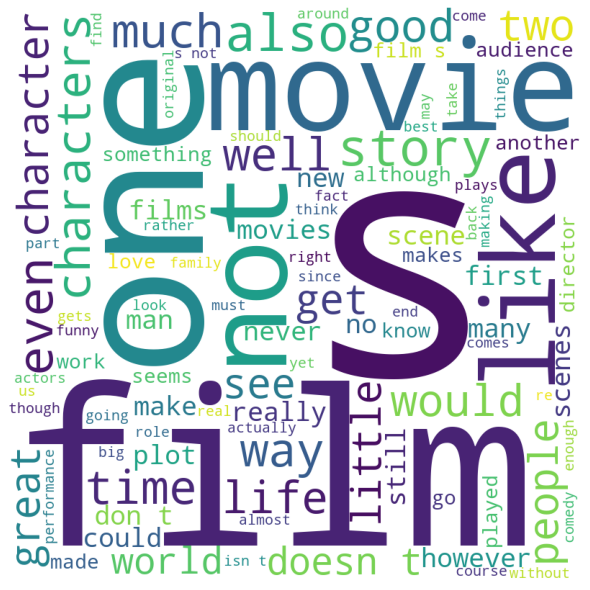 much
also
good
come
two
s not
around
film s
audience
find
original
one
movie
best
may
take
things
characters
even
character
should
another
something
well
story
although
plays
not
new
fact
think
S
like
films
rather
movies
scene
back
making
part
love
family
right
since
makes
first
director
get
look
man
must
never
no
end
know
comes
many
gets
funny
yet
work
seems
see
little
would
scenes
actors
us
though
film
going
make
real
really
way
still
re
people
great
performance
role
actually
plot
big
time
life
almost
go
played
enough
comedy
don t
could
made
world
isn t
doesn t
however
course
without